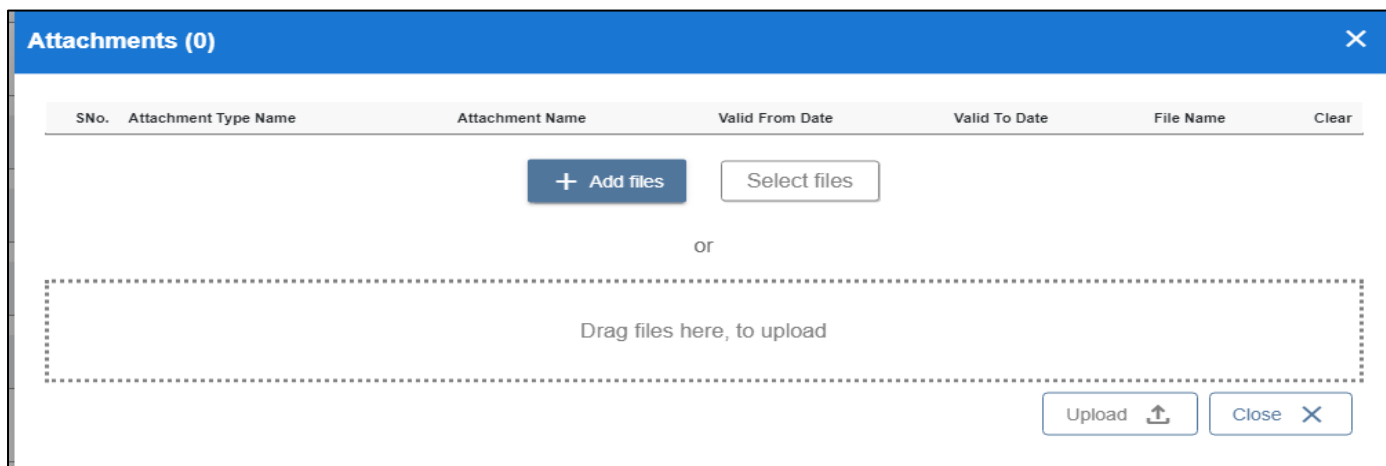 Attachments (0)
SNo. Attachment Type Name Attachment Name Valid From Date Valid To Date File Name Clear
+ Add files Select files
or
Drag files here, to upload
Upload Close